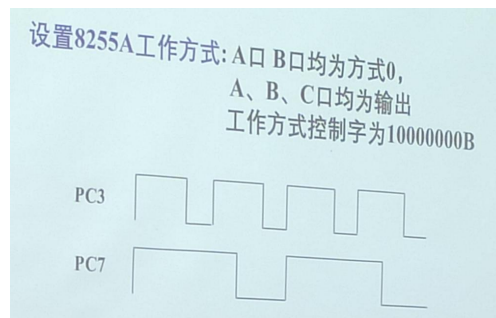 设置8255A工作方式: A口 B口均为方式0,
A、B、C口均为输出
工作方式控制字为10000000B
PC3
PC7